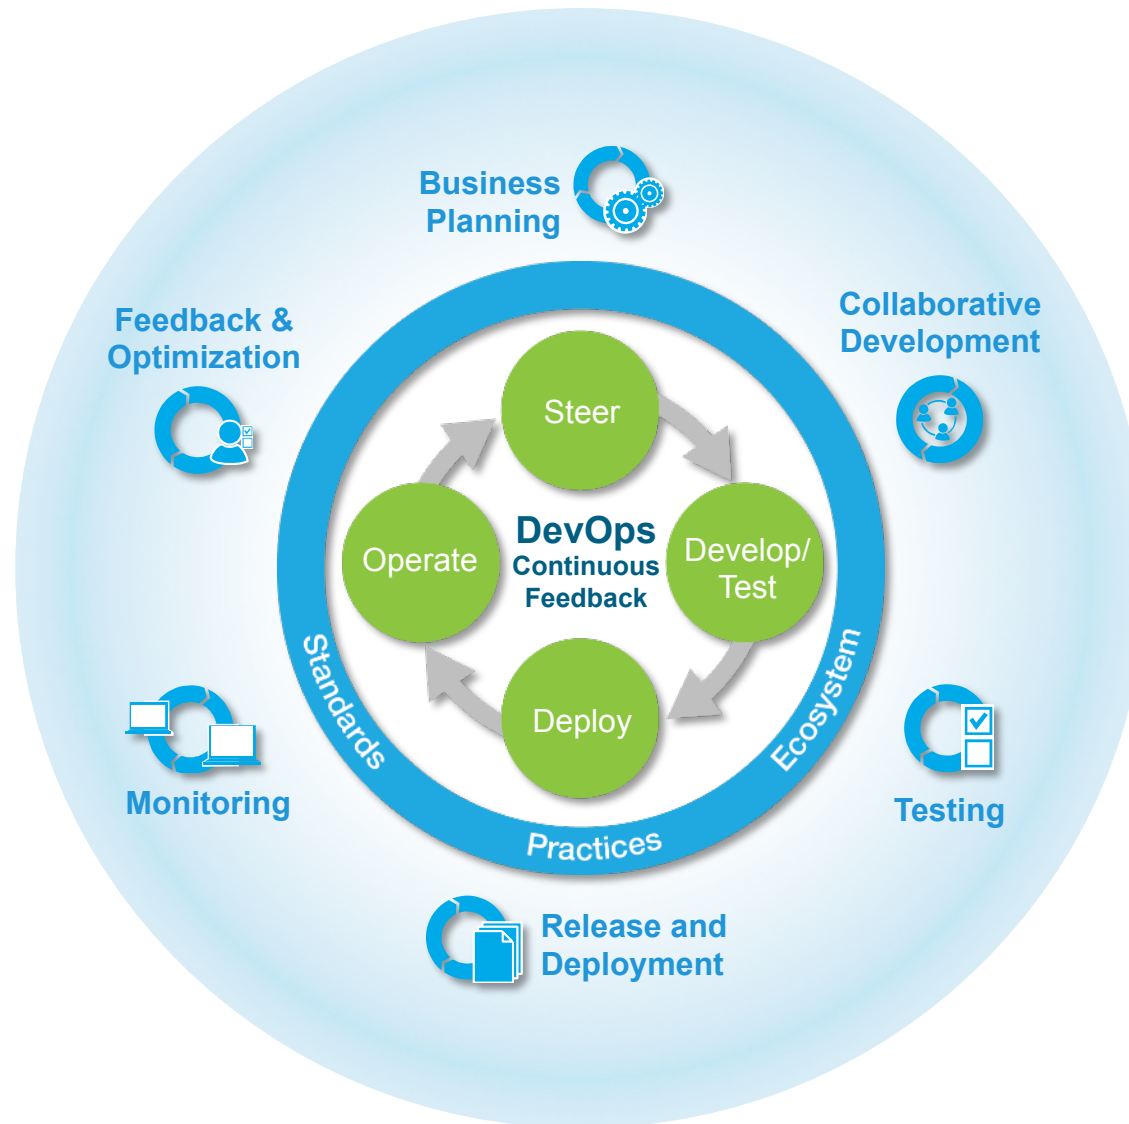 Business
Planning
Collaborative
Development
Feedback &
Optimization
Steer
DevOps
Continuous
Feedback
Operate
Develop/
Test
Deploy
Standards
Practices
Ecosystem
Monitoring
Testing
Release and
Deployment